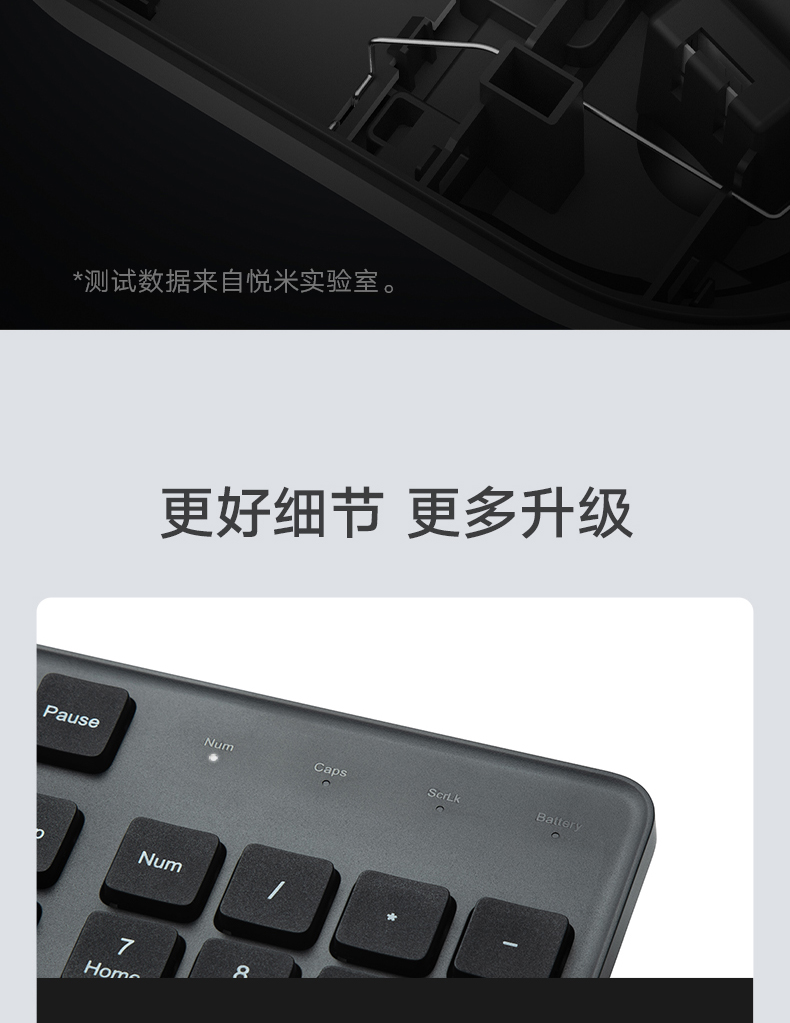 *测试数据来自悦米实验室。
更好细节 更多升级
Pause
Num
Caps
ScrLk
Battery
Num
/
*
-
7
Home
8